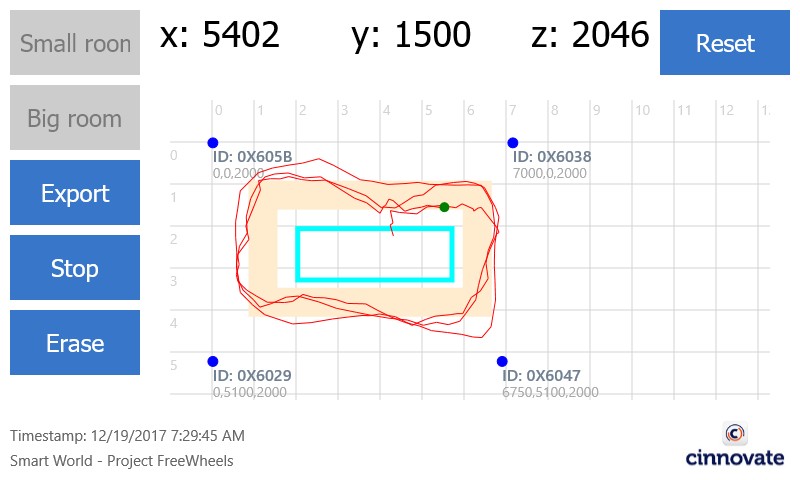 Small roon
x: 5402 y: 1500 z: 2046
Reset
Big room
Export
Stop
Erase
0 1 2 3 4 5 6 7 8 9 10 11 12 1.
0
1
2
3
4
5
ID: 0X605B
0,0,2000
ID: 0X6038
7000,0,2000
ID: 0X6029
0,5100,2000
ID: 0X6047
6750,5100,2000
Timestamp: 12/19/2017 7:29:45 AM
Smart World - Project FreeWheels
cinnovate